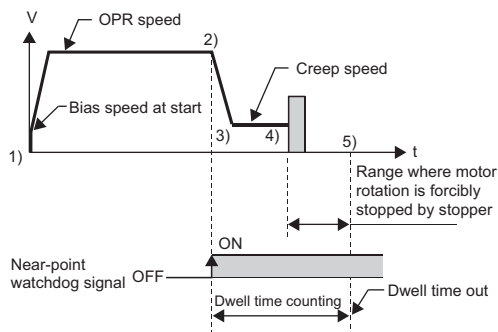 V
OPR speed
2)
Creep speed
Bias speed at start
3)
4)
5)
1)
t
Range where motor
rotation is forcibly
stopped by stopper
ON
Near-point
watchdog signal
OFF
Dwell time counting
Dwell time out